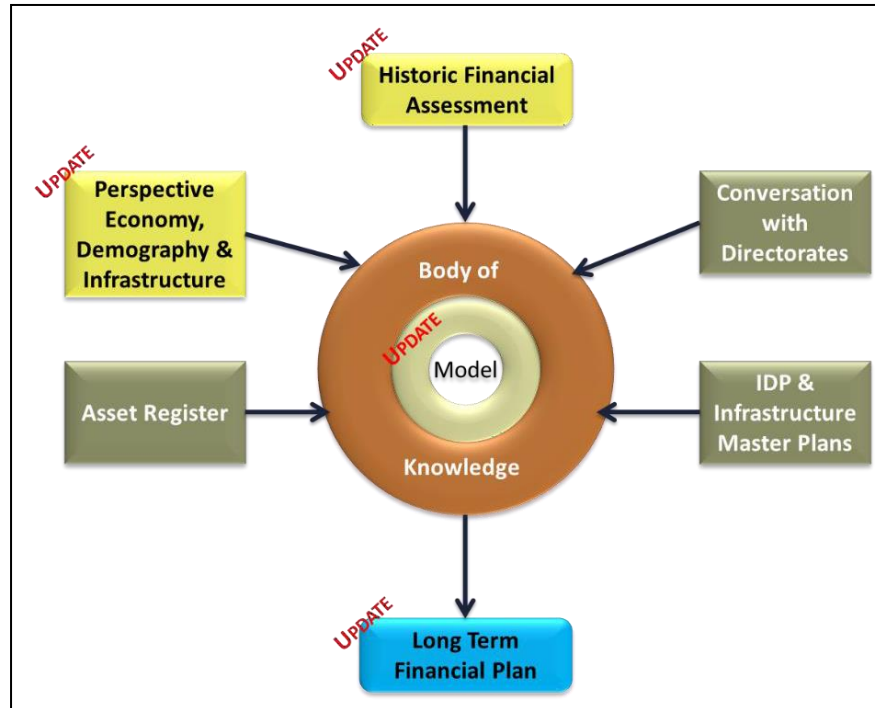 UPDATE
Historic Financial
Assessment
UPDATE
Perspective
Economy,
Demography &
Infrastructure
Conversation
with
Directorates
Body of
UPDATE
Model
Knowledge
Asset Register
IDP &
Infrastructure
Master Plans
UPDATE
Long Term
Financial Plan